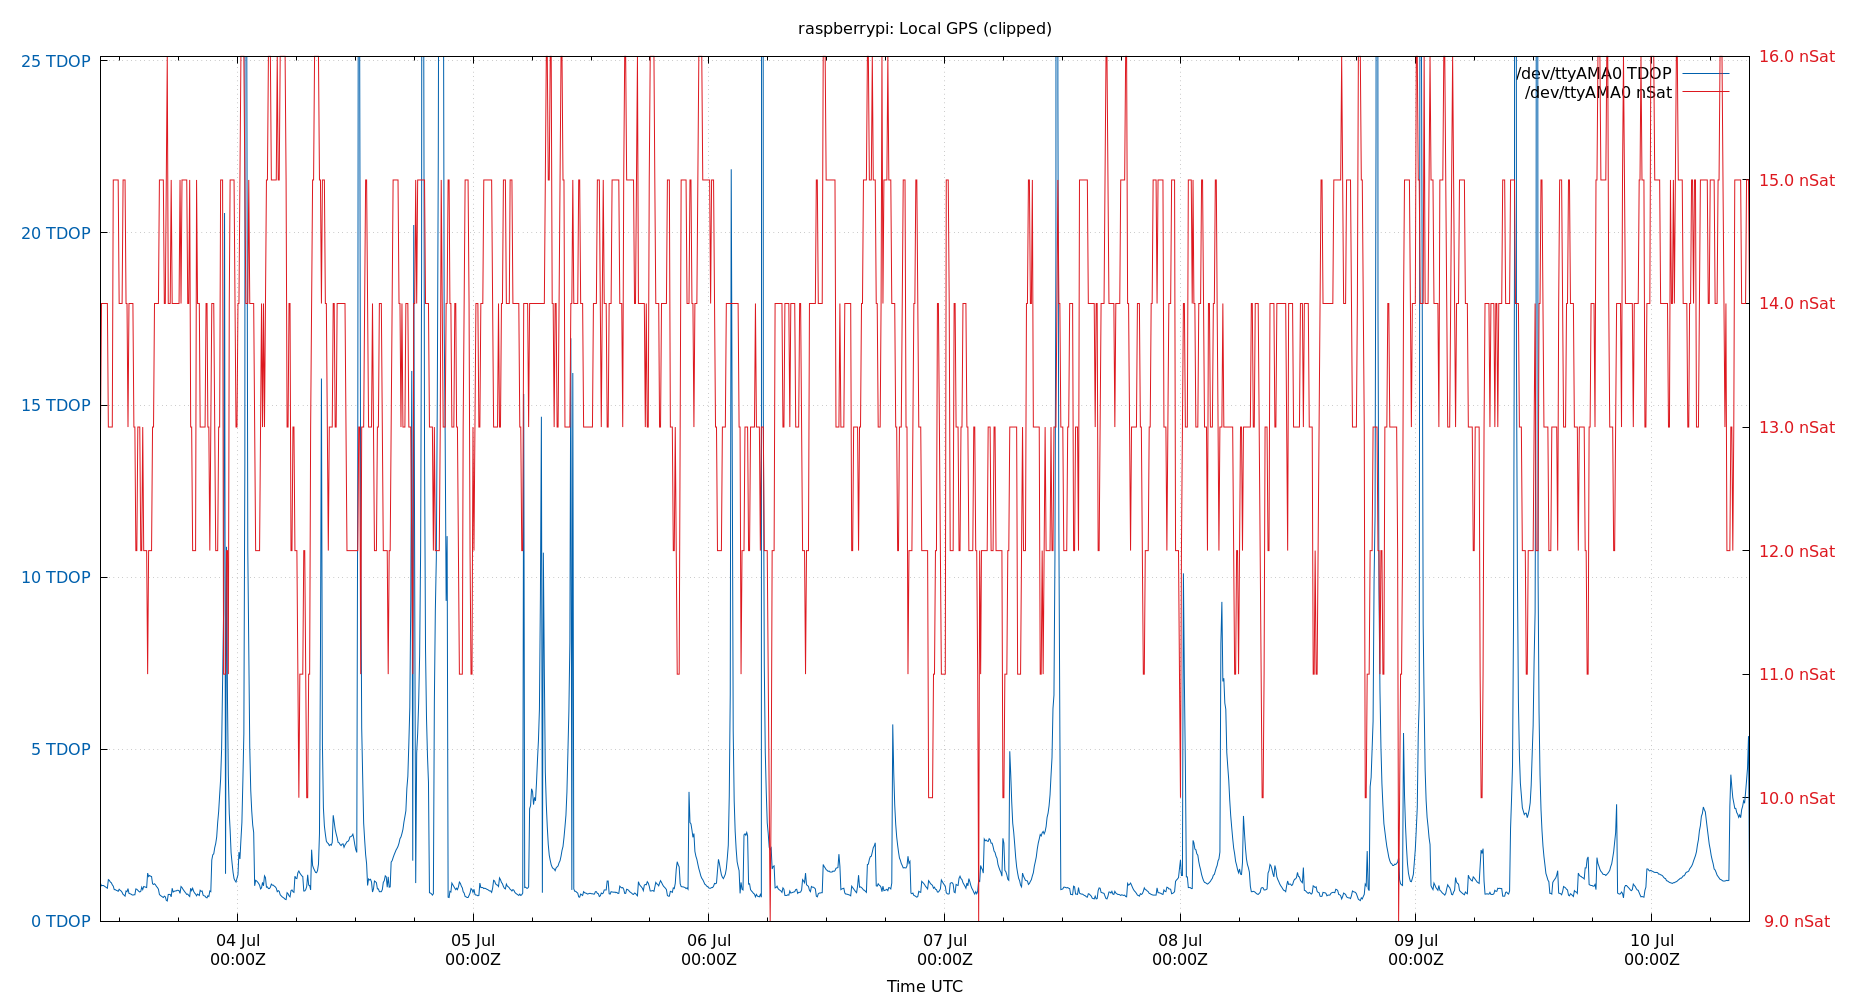 raspberrypi: Local GPS (clipped)
25 TDOP
20 TDOP
15 TDOP
10 TDOP
5 TDOP
0 TDOP
16.0 nSat
15.0 nSat
14.0 nSat
13.0 nSat
12.0 nSat
11.0 nSat
10.0 nSat
9.0 nSat
/dev/ttyAMA0 TDOP
/dev/ttyAMA0 nSat
04 Jul
00:00Z
05 Jul
00:00Z
06 Jul
00:00Z
07 Jul
00:00Z
08 Jul
00:00Z
09 Jul
00:00Z
10 Jul
00:00Z
Time UTC